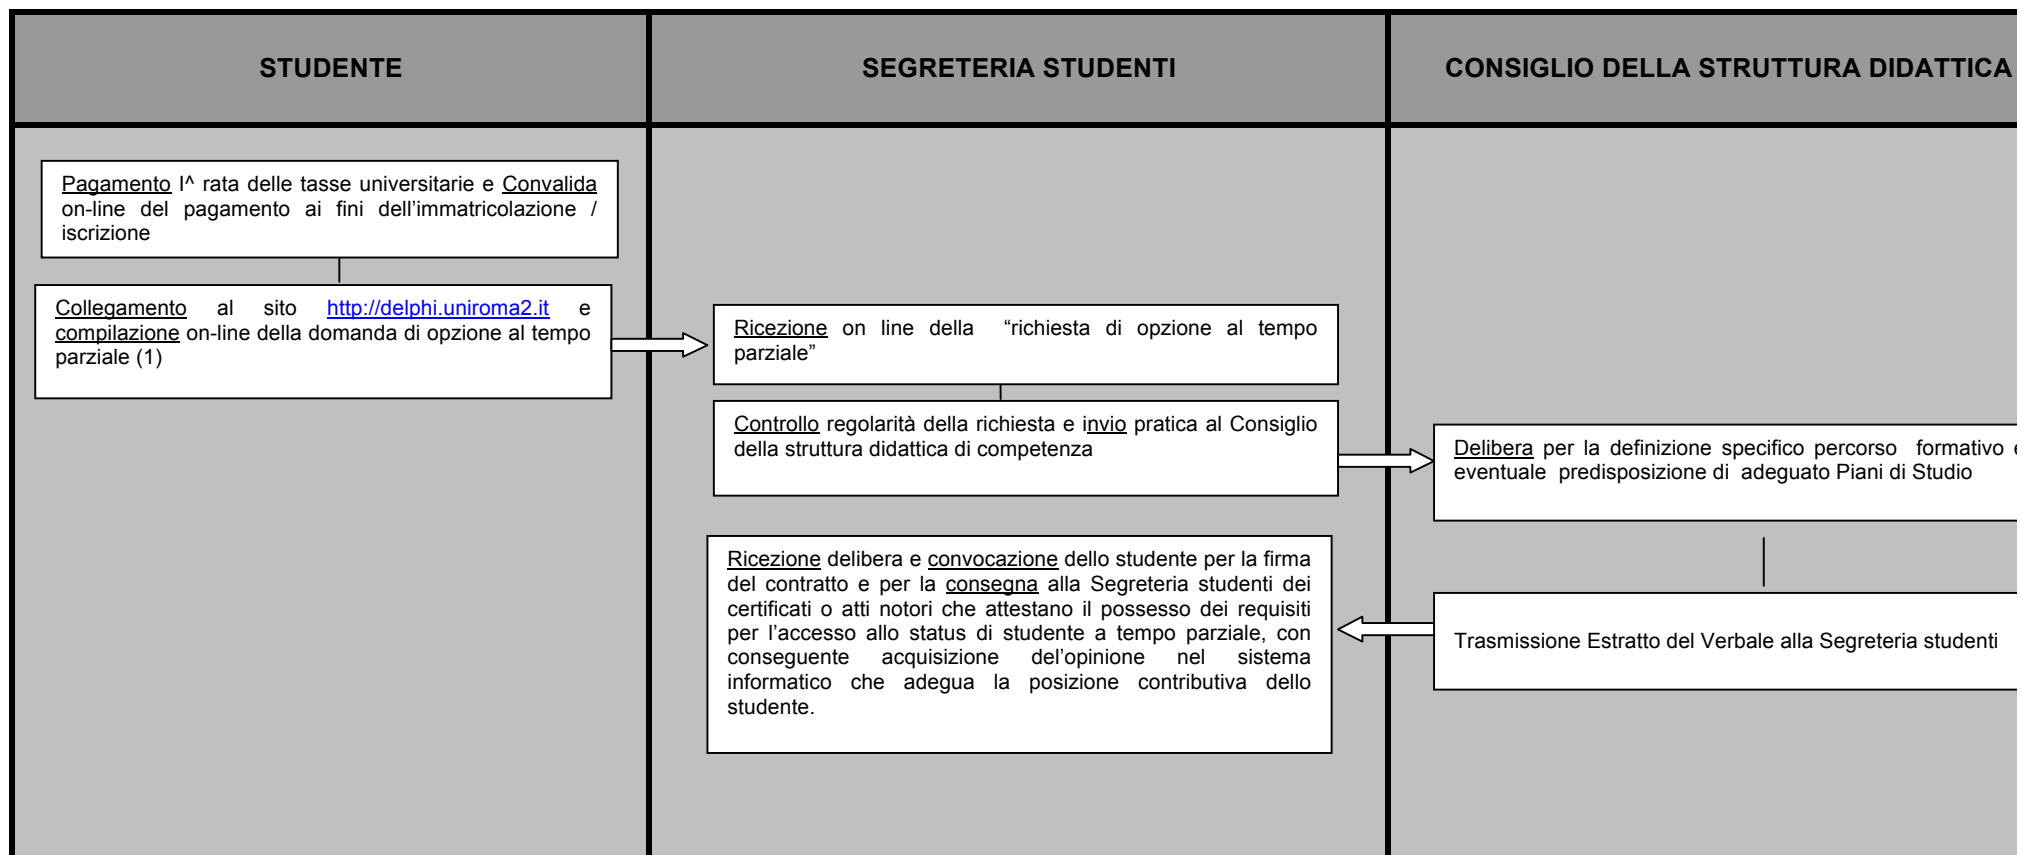 STUDENTE
SEGRETERIA STUDENTI
CONSIGLIO DELLA STRUTTURA DIDATTICA
Pagamento I^ rata delle tasse universitarie e Convalida
on-line del pagamento ai fini dell’immatricolazione /
iscrizione
Collegamento al sito http://delphi.uniroma2.it e
compilazione on-line della domanda di opzione al tempo
parziale (1)
Ricezione on line della “richiesta di opzione al tempo
parziale”
Controllo regolarità della richiesta e invio pratica al Consiglio
della struttura didattica di competenza
Delibera per la definizione specifico percorso formativo e
eventuale predisposizione di adeguato Piani di Studio
Trasmissione Estratto del Verbale alla Segreteria studenti
Ricezione delibera e convocazione dello studente per la firma
del contratto e per la consegna alla Segreteria studenti dei
certificati o atti notori che attestano il possesso dei requisiti
per l’accesso allo status di studente a tempo parziale, con
conseguente acquisizione del’opinione nel sistema
informatico che adegua la posizione contributiva dello
studente.